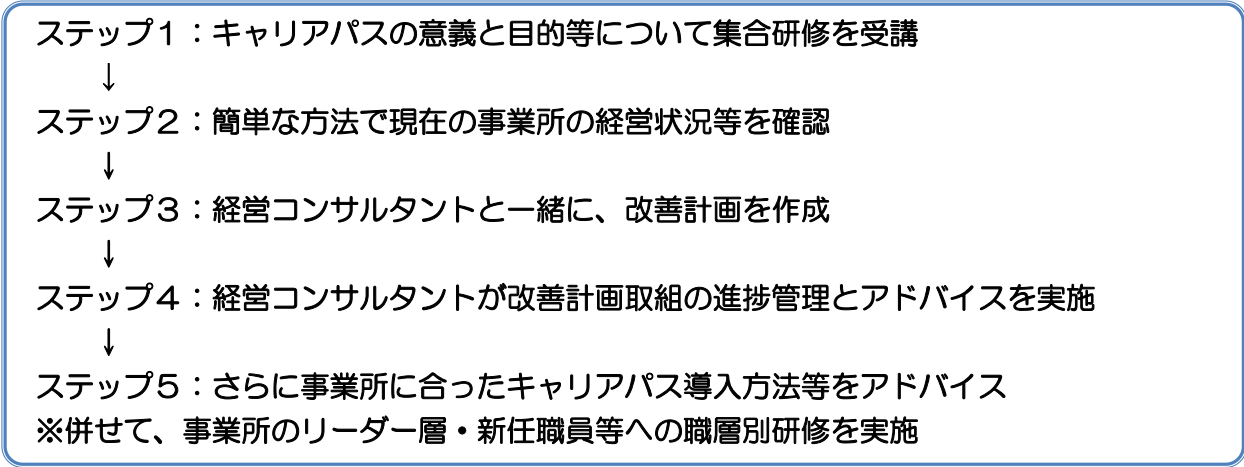 ステップ１：キャリアパスの意義と目的等について集合研修を受講
↓
ステップ２：簡単な方法で現在の事業所の経営状況等を確認
↓
ステップ３：経営コンサルタントと一緒に、改善計画を作成
↓
ステップ４：経営コンサルタントが改善計画取組の進捗管理とアドバイスを実施
↓
ステップ５：さらに事業所に合ったキャリアパス導入方法等をアドバイス
※併せて、事業所のリーダー層・新任職員等への職層別研修を実施